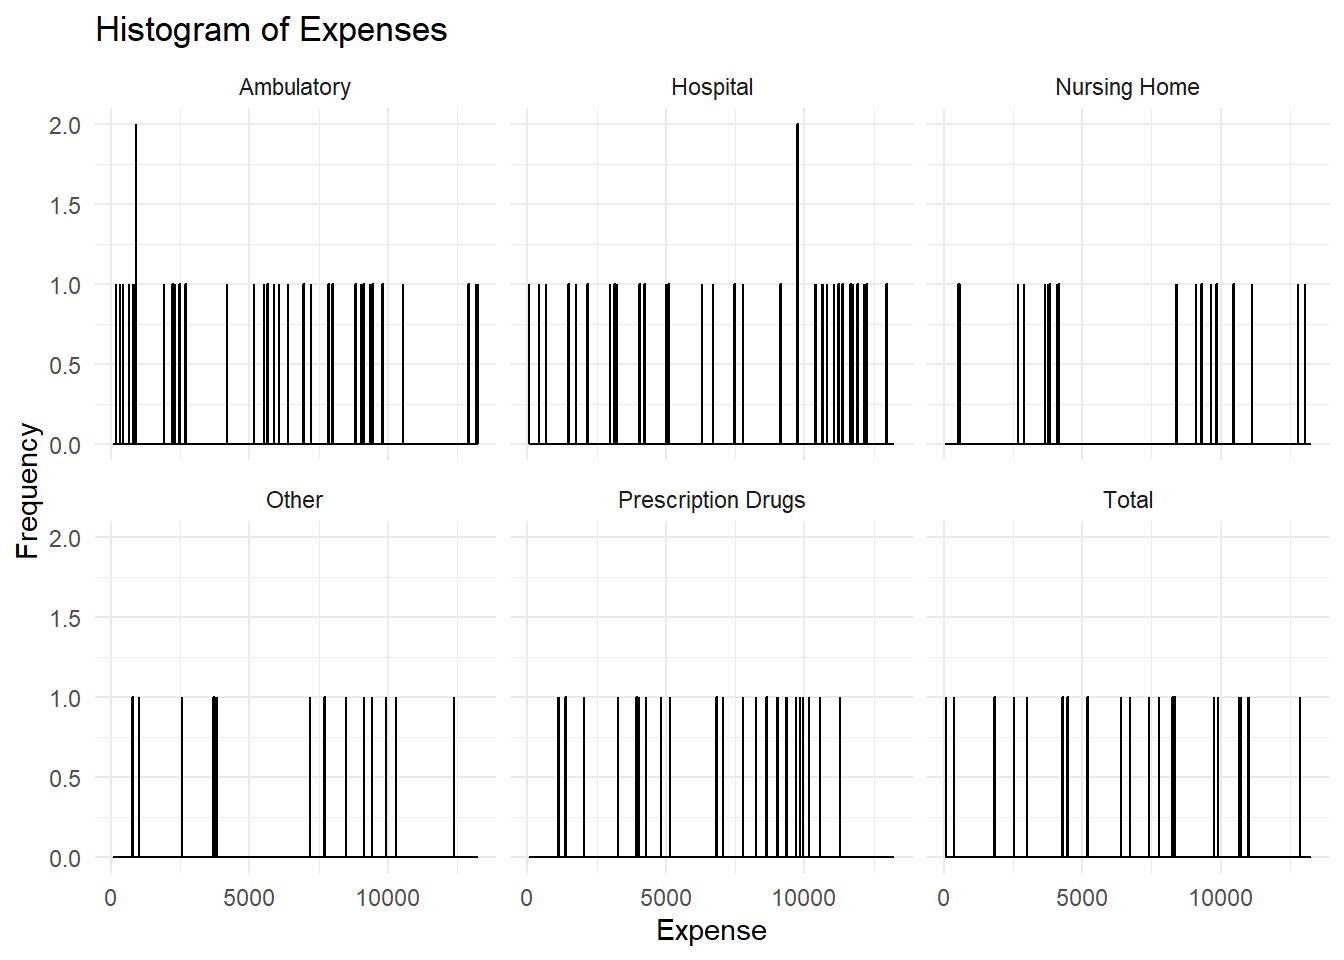 Histogram of Expenses
Ambulatory
Hospital
Nursing Home
2.0
1.5
1.0
0.5
0.0
Other
Prescription Drugs
Total
2.0
1.5
1.0
0.5
0.0
Frequency
0 5000 10000
0 5000 10000
0 5000 10000
Expense